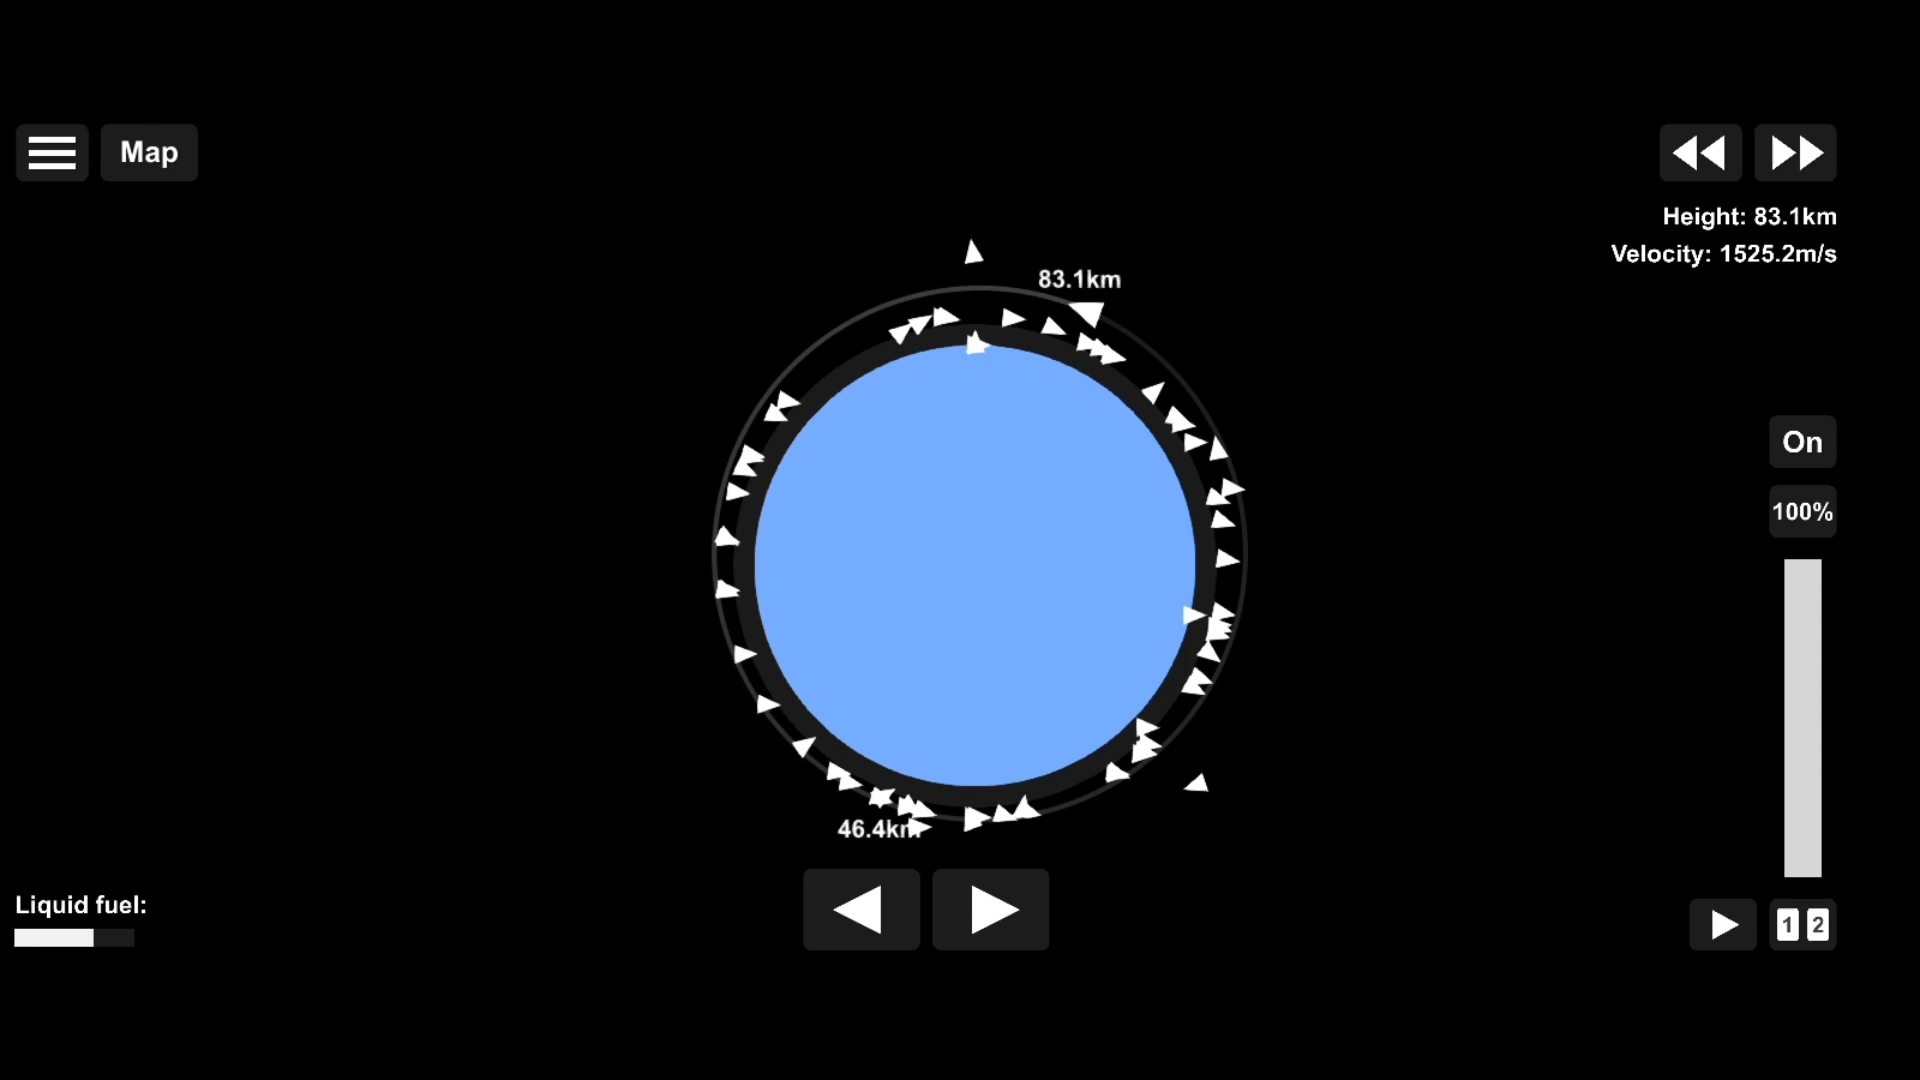 Map
Height: 83.1km
Velocity: 1525.2m/s
83.1km
On
100%
46.4km
Liquid fuel:
1 2